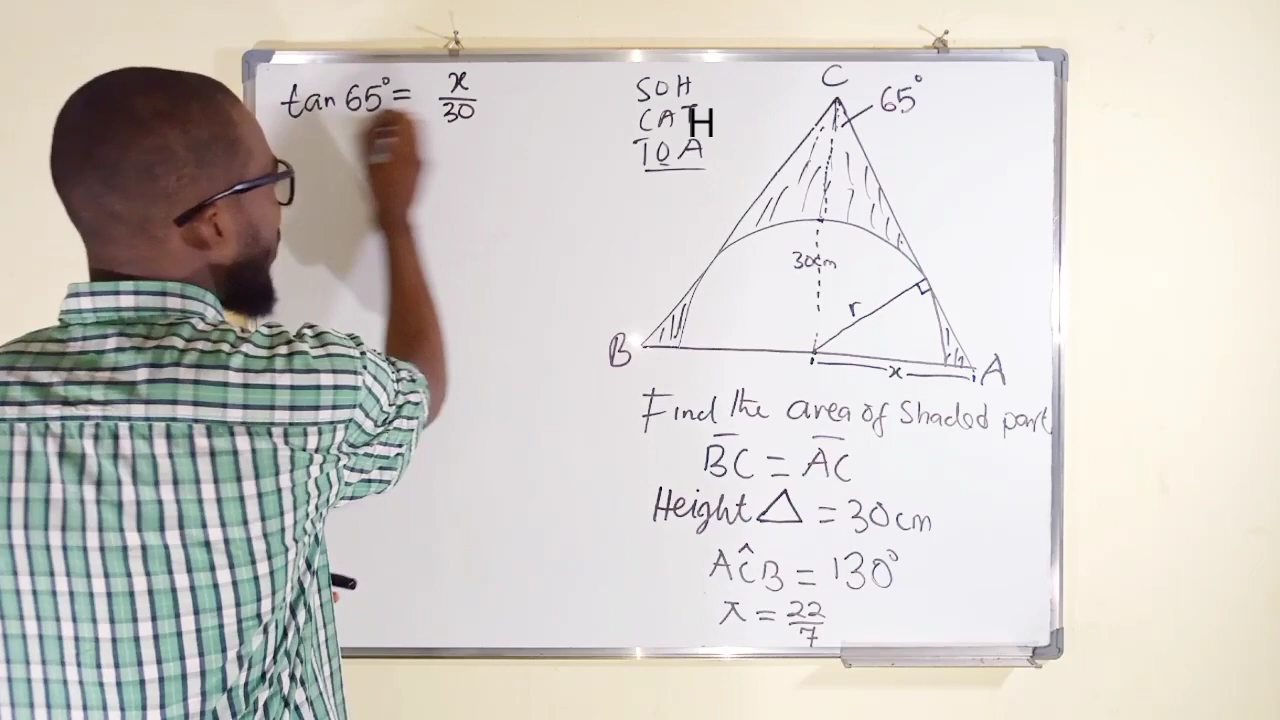 tan 65° = x/30
SOH
CAH
TOA
C
65°
30cm
r
B
x
A
Find the area of Shaded part
BC = AC
Height △ = 30cm
AĈB = 130°
π = 22/7